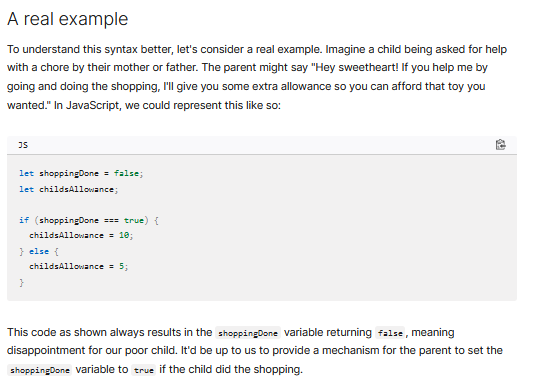 A real example
To understand this syntax better, let's consider a real example. Imagine a child being asked for help
with a chore by their mother or father. The parent might say "Hey sweetheart! If you help me by
going and doing the shopping, I'll give you some extra allowance so you can afford that toy you
wanted." In JavaScript, we could represent this like so:
JS
let shoppingDone = false;
let childsAllowance;
if (shoppingDone === true) {
  childsAllowance = 10;
} else {
  childsAllowance = 5;
}
This code as shown always results in the shoppingDone variable returning false, meaning
disappointment for our poor child. It'd be up to us to provide a mechanism for the parent to set the
shoppingDone variable to true if the child did the shopping.